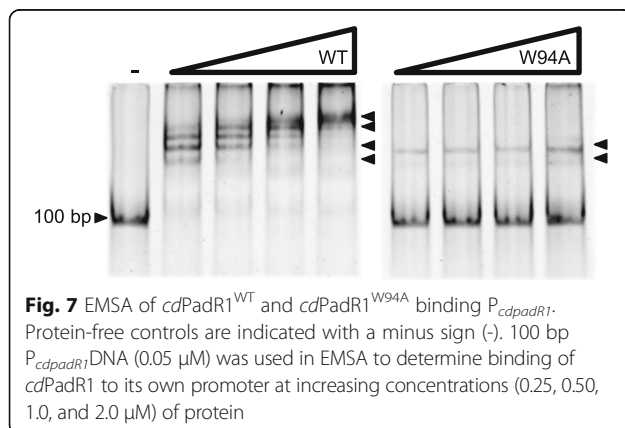 - WT W94A
100 bp
Fig. 7 EMSA of cdPadR1WT and cdPadR1W94A binding PcdpadR1.
Protein-free controls are indicated with a minus sign (-). 100 bp
PcdpadR1DNA (0.05 μM) was used in EMSA to determine binding of
cdPadR1 to its own promoter at increasing concentrations (0.25, 0.50,
1.0, and 2.0 μM) of protein